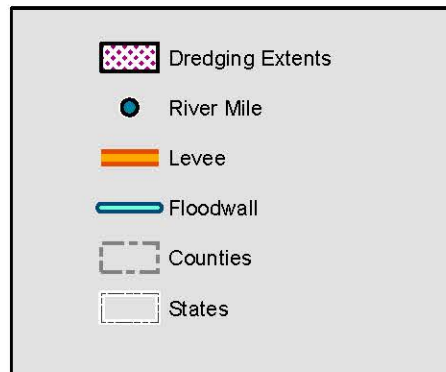 Dredging Extents
River Mile
Levee
Floodwall
Counties
States